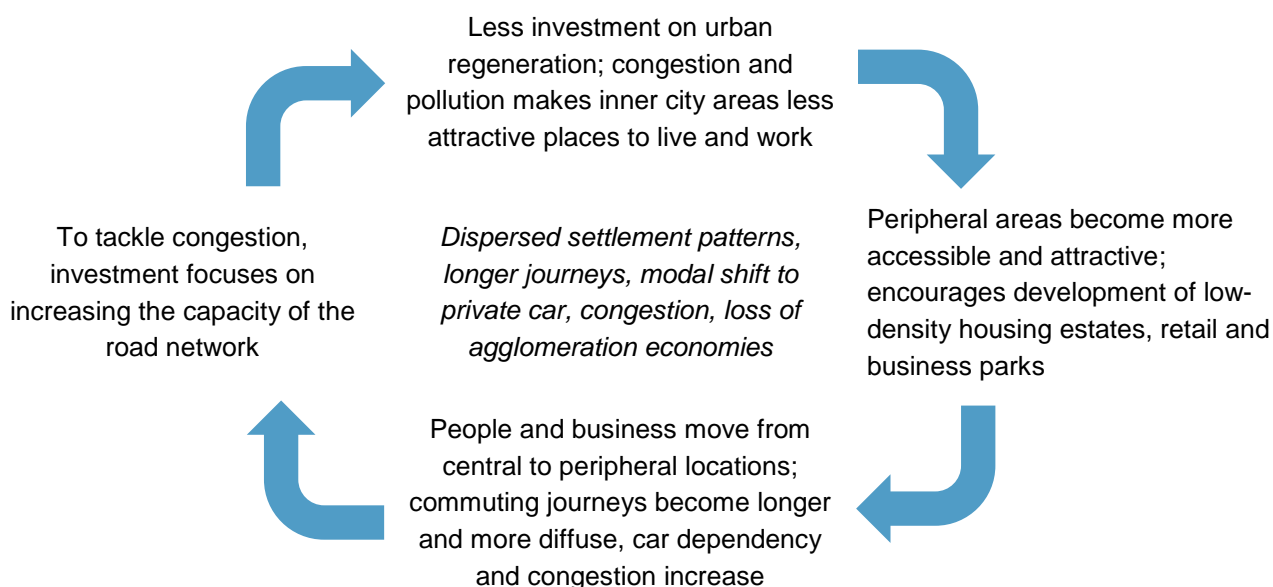 Less investment on urban
regeneration; congestion and
pollution makes inner city areas less
attractive places to live and work
Peripheral areas become more
accessible and attractive;
encourages development of low-
density housing estates, retail and
business parks
People and business move from
central to peripheral locations;
commuting journeys become longer
and more diffuse, car dependency
and congestion increase
To tackle congestion,
investment focuses on
increasing the capacity of the
road network
Dispersed settlement patterns,
longer journeys, modal shift to
private car, congestion, loss of
agglomeration economies